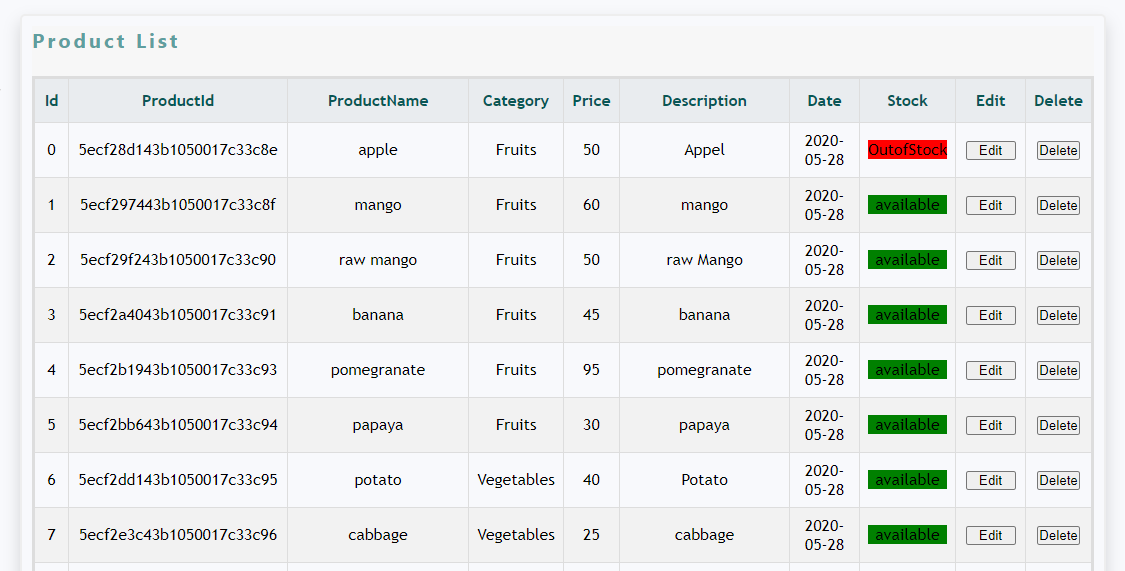 Product List
Id ProductId ProductName Category Price Description Date Stock Edit Delete
0 5ecf28d143b1050017c33c8e apple Fruits 50 Appel 2020-05-28 OutofStock Edit Delete
1 5ecf297443b1050017c33c8f mango Fruits 60 mango 2020-05-28 available Edit Delete
2 5ecf29f243b1050017c33c90 raw mango Fruits 50 raw Mango 2020-05-28 available Edit Delete
3 5ecf2a4043b1050017c33c91 banana Fruits 45 banana 2020-05-28 available Edit Delete
4 5ecf2b1943b1050017c33c93 pomegranate Fruits 95 pomegranate 2020-05-28 available Edit Delete
5 5ecf2bb643b1050017c33c94 papaya Fruits 30 papaya 2020-05-28 available Edit Delete
6 5ecf2dd143b1050017c33c95 potato Vegetables 40 Potato 2020-05-28 available Edit Delete
7 5ecf2e3c43b1050017c33c96 cabbage Vegetables 25 cabbage 2020-05-28 available Edit Delete